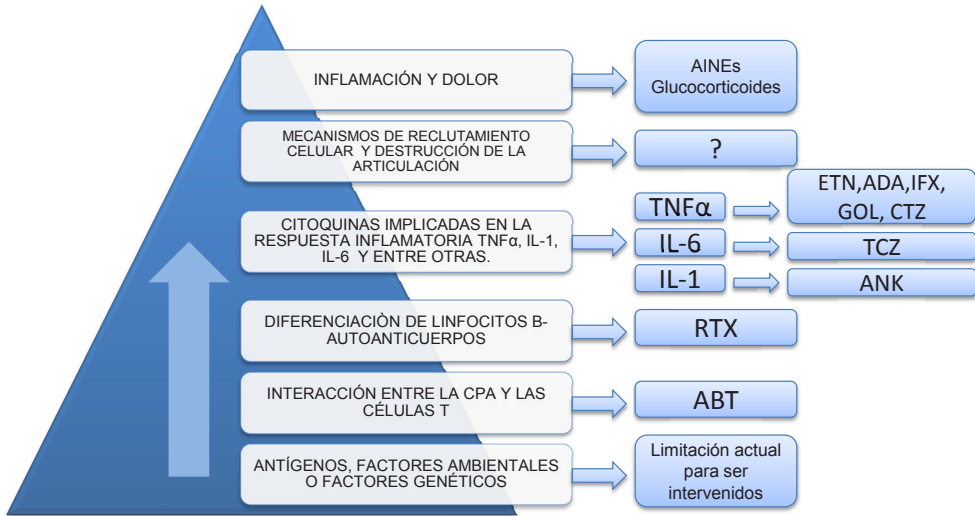 INFLAMACIÓN Y DOLOR
AINEs
Glucocorticoides
MECANISMOS DE RECLUTAMIENTO
CELULAR Y DESTRUCCIÓN DE LA
ARTICULACIÓN
?
CITOQUINAS IMPLICADAS EN LA
RESPUESTA INFLAMATORIA TNFα, IL-1,
IL-6 Y ENTRE OTRAS.
TNFα
ETN,ADA,IFX,
GOL, CTZ
IL-6
TCZ
IL-1
ANK
DIFERENCIACIÒN DE LINFOCITOS B-
AUTOANTICUERPOS
RTX
INTERACCIÓN ENTRE LA CPA Y LAS
CÉLULAS T
ABT
ANTÍGENOS, FACTORES AMBIENTALES
O FACTORES GENÉTICOS
Limitación actual
para ser
intervenidos